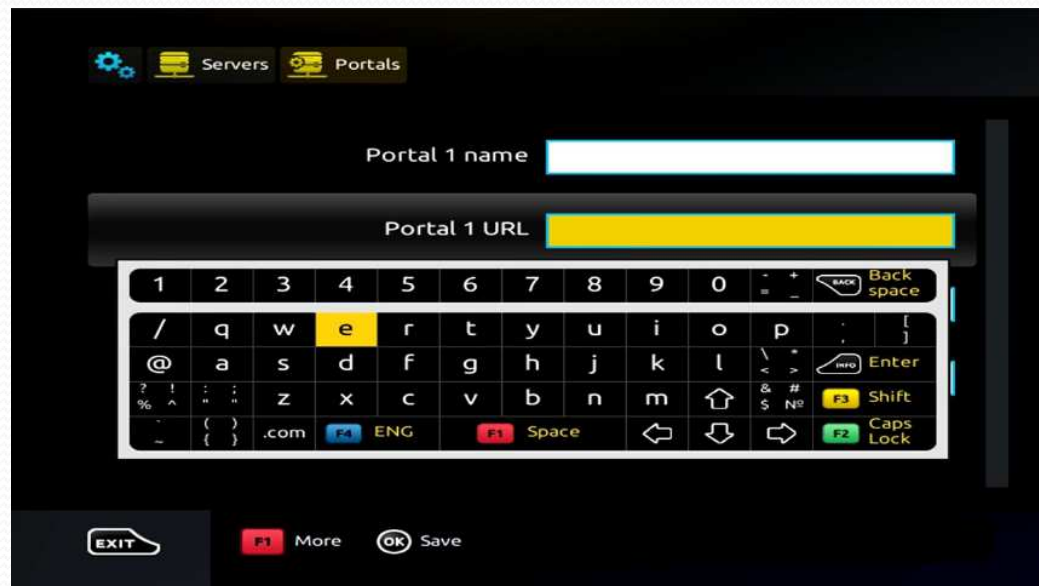 Servers Portals
Portal 1 name
Portal 1 URL
1 2 3 4 5 6 7 8 9 0 - + = _ BACK Back space
/ q w e r t y u i o p . , [ ]
@ a s d f g h j k l \ * < > INFO Enter
? ! % ^ : ; " " z x c v b n m & # $ № F3 Shift
~ ( ) { } .com F4 ENG F1 Space F2 Caps Lock
EXIT F1 More OK Save